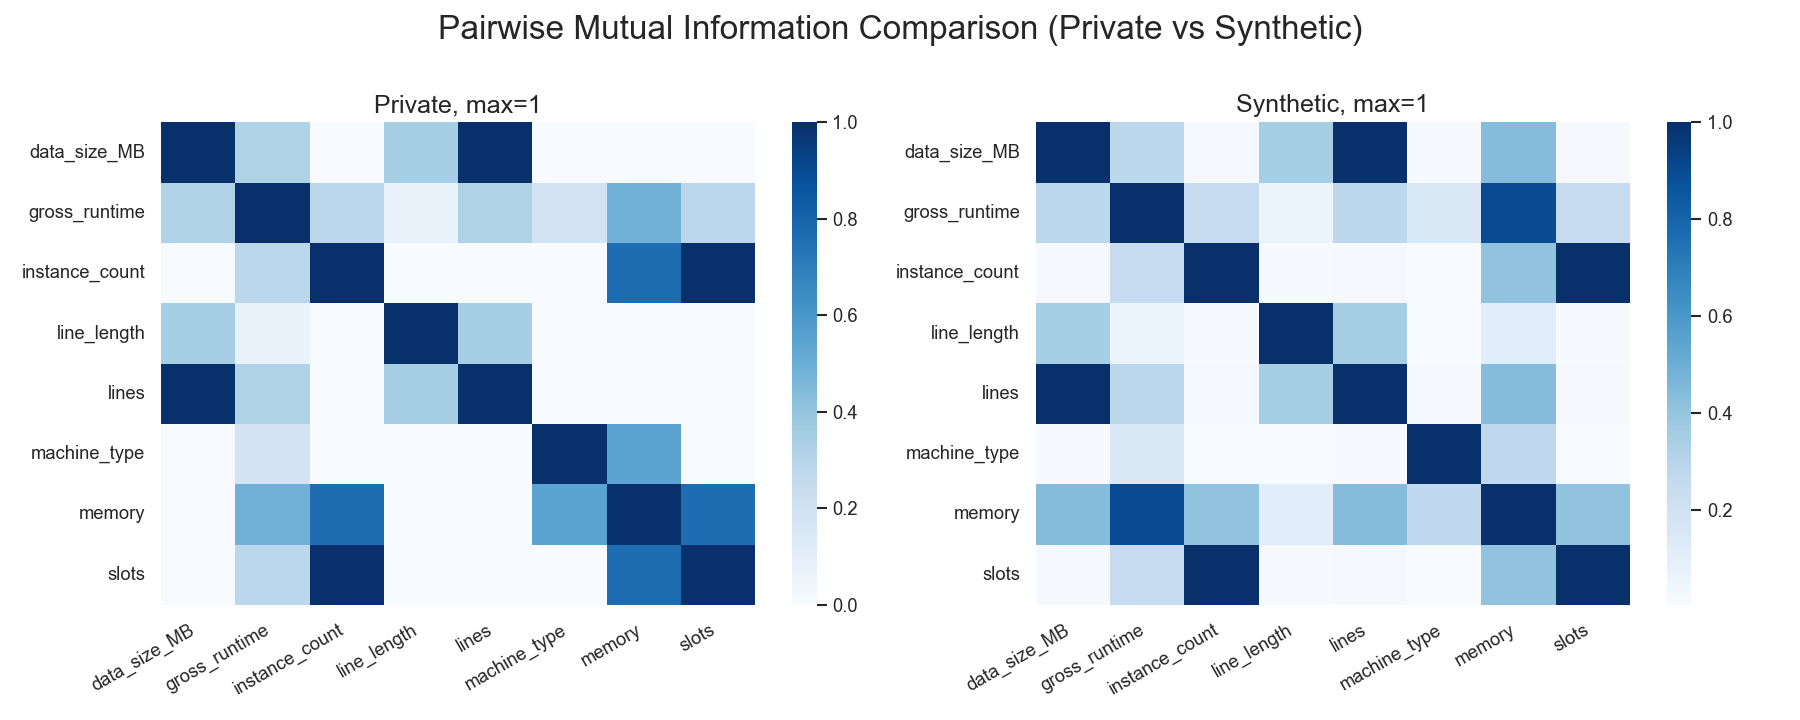 Pairwise Mutual Information Comparison (Private vs Synthetic)
Private, max=1
data_size_MB
gross_runtime
instance_count
line_length
lines
machine_type
memory
slots
data_size_MB
gross_runtime
instance_count
line_length
lines
machine_type
memory
slots
1.0
0.8
0.6
0.4
0.2
0.0
Synthetic, max=1
data_size_MB
gross_runtime
instance_count
line_length
lines
machine_type
memory
slots
data_size_MB
gross_runtime
instance_count
line_length
lines
machine_type
memory
slots
1.0
0.8
0.6
0.4
0.2